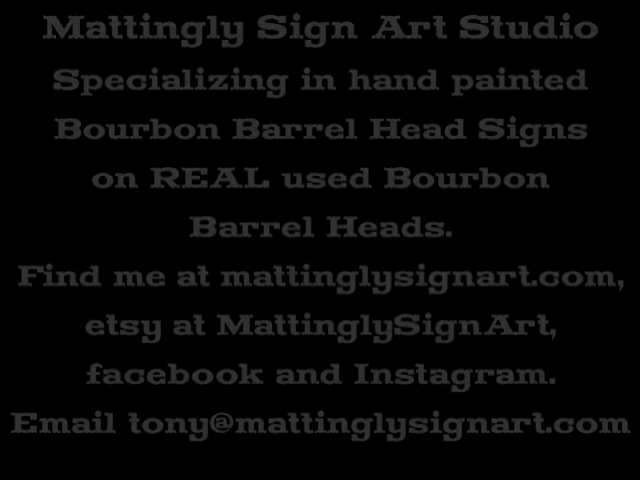 Mattingly Sign Art Studio
Specializing in hand painted
Bourbon Barrel Head Signs
on REAL used Bourbon
Barrel Heads.
Find me at mattinglysignart.com,
etsy at MattinglySignArt,
facebook and Instagram.
Email tony@mattinglysignart.com